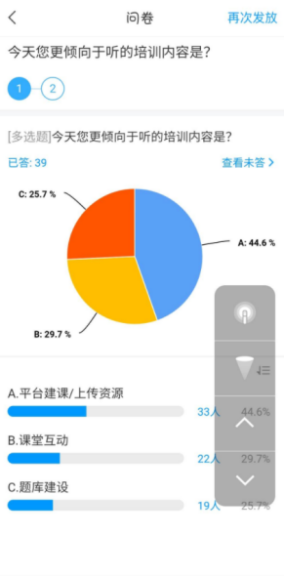 问卷
再次发放
今天您更倾向于听的培训内容是?
1
2
[多选题]今天您更倾向于听的培训内容是?
已答: 39
查看未答
C: 25.7 %
A: 44.6 %
B: 29.7 %
A.平台建课/上传资源
33人 44.6%
B.课堂互动
22人 29.7%
C.题库建设
19人 25.7%